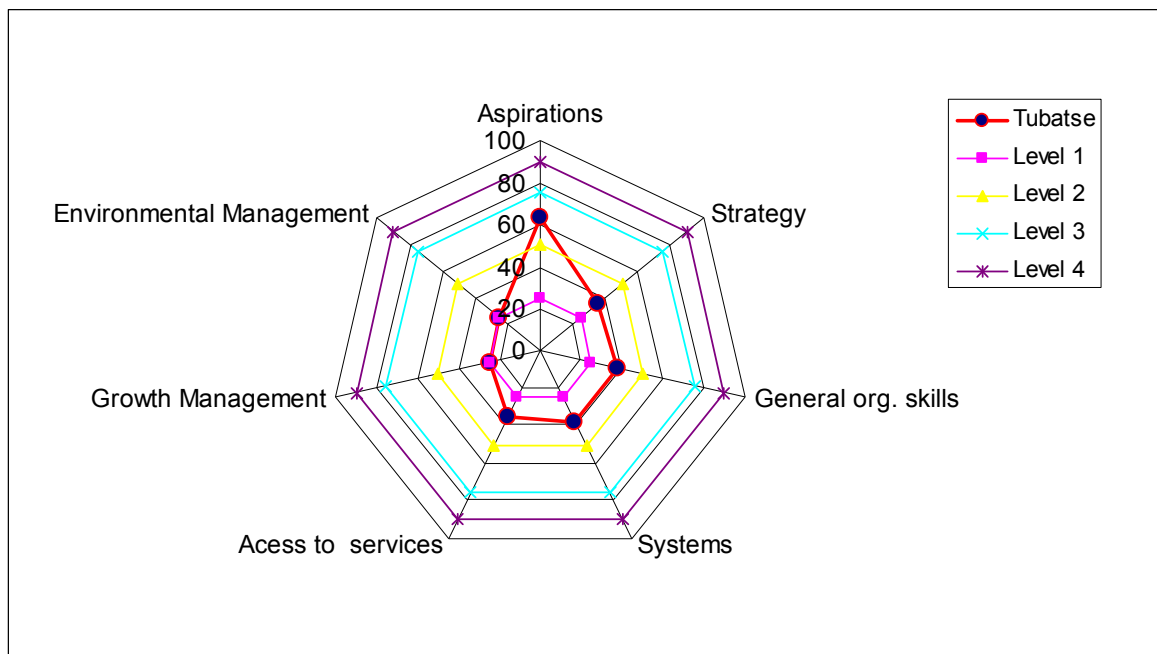 Aspirations
100
80
60
40
20
0
Strategy
General org. skills
Systems
Acess to  services
Growth Management
Environmental Management
Tubatse
Level 1
Level 2
Level 3
Level 4